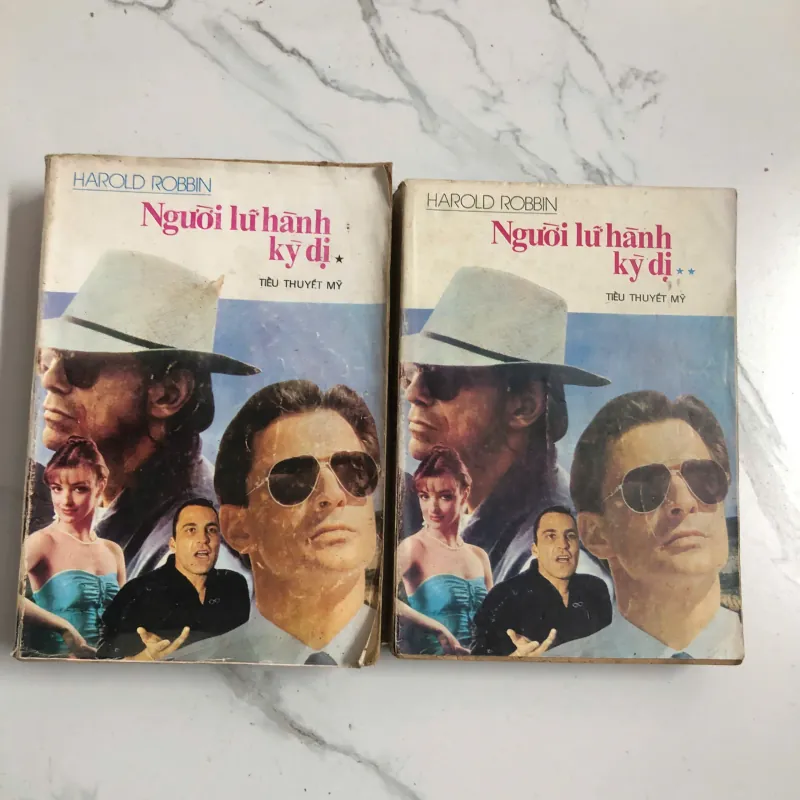 HAROLD ROBBIN
Người lữ hành
kỳ dị ★
TIỂU THUYẾT MỸ
HAROLD ROBBIN
Người lữ hành
kỳ dị ★★
TIỂU THUYẾT MỸ